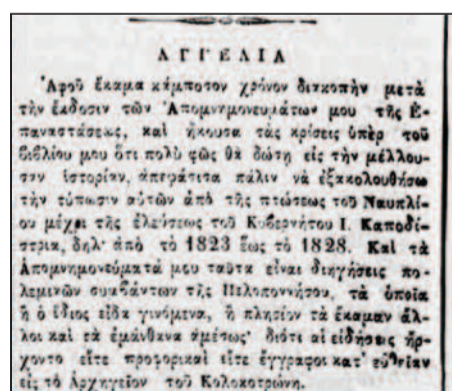 ΑΓΓΕΛΙΑ
Ἀφοῦ ἔκαμα κάμποσον χρόνον διακοπὴν μετὰ
τὴν ἔκδοσιν τῶν Ἀπομνημονευμάτων μου τῆς Ἐ-
παναστάσεως, καὶ ἤκουσα τὰς κρίσεις ὑπὲρ τοῦ
βιβλίου μου ὅτι πολὺ φῶς θὰ δώσῃ εἰς τὴν μέλλου-
σαν ἱστορίαν, ἀπεφάσισα πάλιν νὰ ἐξακολουθήσω
τὴν τύπωσιν αὐτῶν ἀπὸ τῆς πτώσεως τοῦ Ναυπλί-
ου μέχρι τῆς ἐλεύσεως τοῦ Κυβερνήτου Ι. Καποδί-
στρια, δηλ' ἀπὸ τὸ 1823 ἕως τὸ 1828. Καὶ τὰ
Ἀπομνημονεύματά μου ταῦτα εἶναι διηγήσεις πο-
λεμικῶν συμβάντων τῆς Πελοποννήσου, τὰ ὁποῖα
ἢ ὁ ἴδιος εἶδα γινόμενα, ἢ πλησίον τὰ ἔκαμαν ἄλ-
λοι καὶ τὰ ἐμάνθανα ἀμέσως· διότι αἱ εἰδήσεις ἤρ-
χοντο εἴτε προφορικαὶ εἴτε ἔγγραφοι κατ' εὐθεῖαν
εἰς τὸ Ἀρχηγεῖον τοῦ Κολοκοτρώνη.